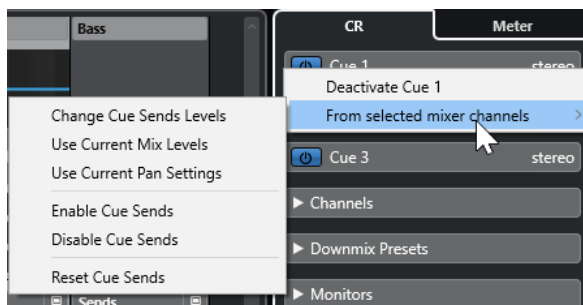 Bass
CR
Meter
Cue 1
stereo
Deactivate Cue 1
From selected mixer channels
Change Cue Sends Levels
Use Current Mix Levels
Use Current Pan Settings
Enable Cue Sends
Disable Cue Sends
Reset Cue Sends
Cue 3
stereo
Channels
Downmix Presets
Monitors
Sends